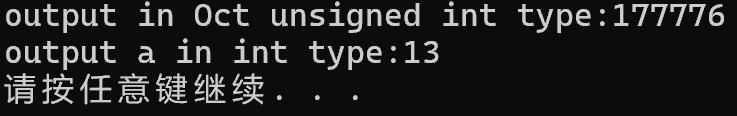 output in Oct unsigned int type:177776
output a in int type:13
请按任意键继续. . .